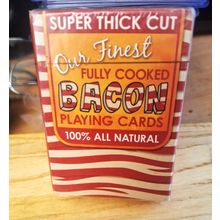 SUPER THICK CUT
Our Finest
FULLY COOKED
BACON
PLAYING CARDS
100% ALL NATURAL